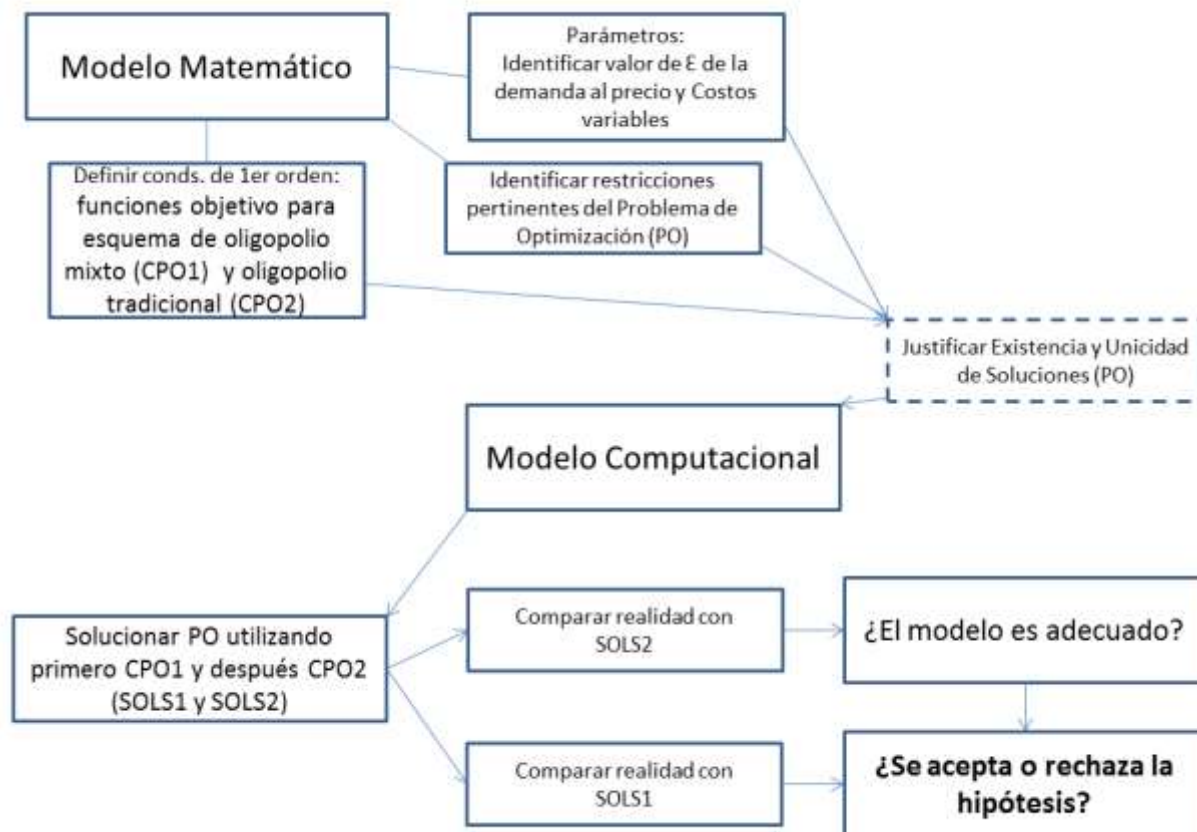 Modelo Matemático
Parámetros:
Identificar valor de Ɛ de la
demanda al precio y Costos
variables
Definir conds. de 1er orden:
funciones objetivo para
esquema de oligopolio
mixto (CPO1) y oligopolio
tradicional (CPO2)
Identificar restricciones
pertinentes del Problema de
Optimización (PO)
Justificar Existencia y Unicidad
de Soluciones (PO)
Modelo Computacional
Solucionar PO utilizando
primero CPO1 y después CPO2
(SOLS1 y SOLS2)
Comparar realidad con
SOLS2
¿El modelo es adecuado?
Comparar realidad con
SOLS1
¿Se acepta o rechaza la
hipótesis?